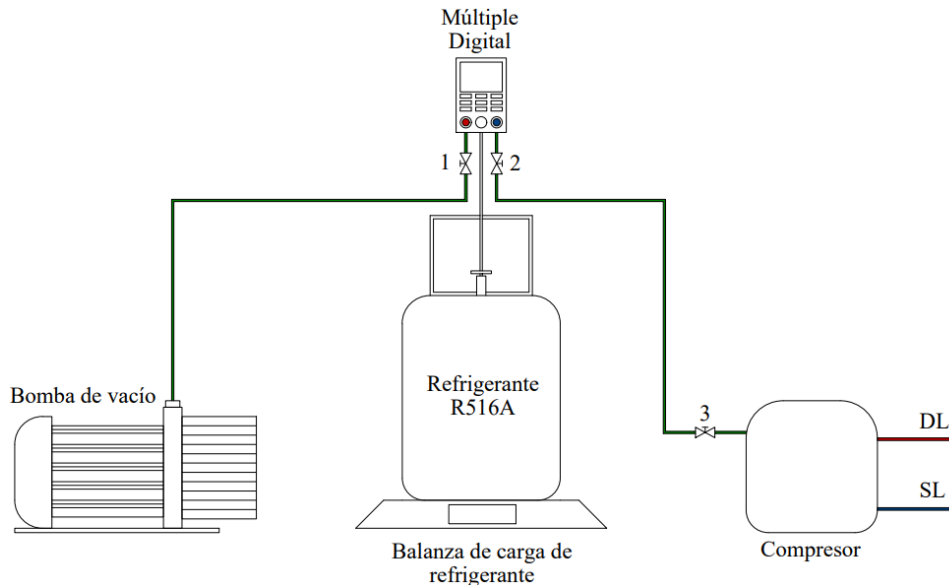 Múltiple
Digital
1
2
Bomba de vacío
Refrigerante
R516A
3
DL
SL
Compresor
Balanza de carga de
refrigerante